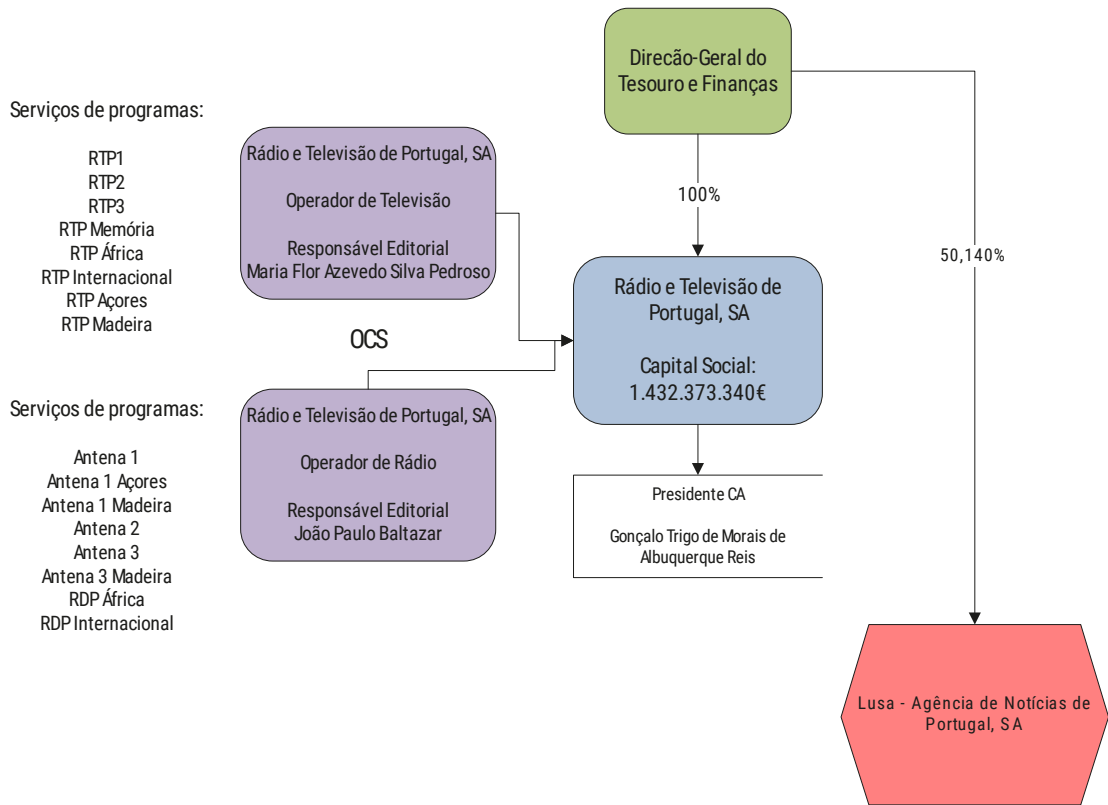 Direcão-Geral do
Tesouro e Finanças
Serviços de programas:
RTP1
RTP2
RTP3
RTP Memória
RTP África
RTP Internacional
RTP Açores
RTP Madeira
Rádio e Televisão de Portugal, SA
Operador de Televisão
Responsável Editorial
Maria Flor Azevedo Silva Pedroso
100%
50,140%
Rádio e Televisão de
Portugal, SA
Capital Social:
1.432.373.340€
OCS
Serviços de programas:
Antena 1
Antena 1 Açores
Antena 1 Madeira
Antena 2
Antena 3
Antena 3 Madeira
RDP África
RDP Internacional
Rádio e Televisão de Portugal, SA
Operador de Rádio
Responsável Editorial
João Paulo Baltazar
Presidente CA
Gonçalo Trigo de Morais de
Albuquerque Reis
Lusa - Agência de Notícias de
Portugal, SA